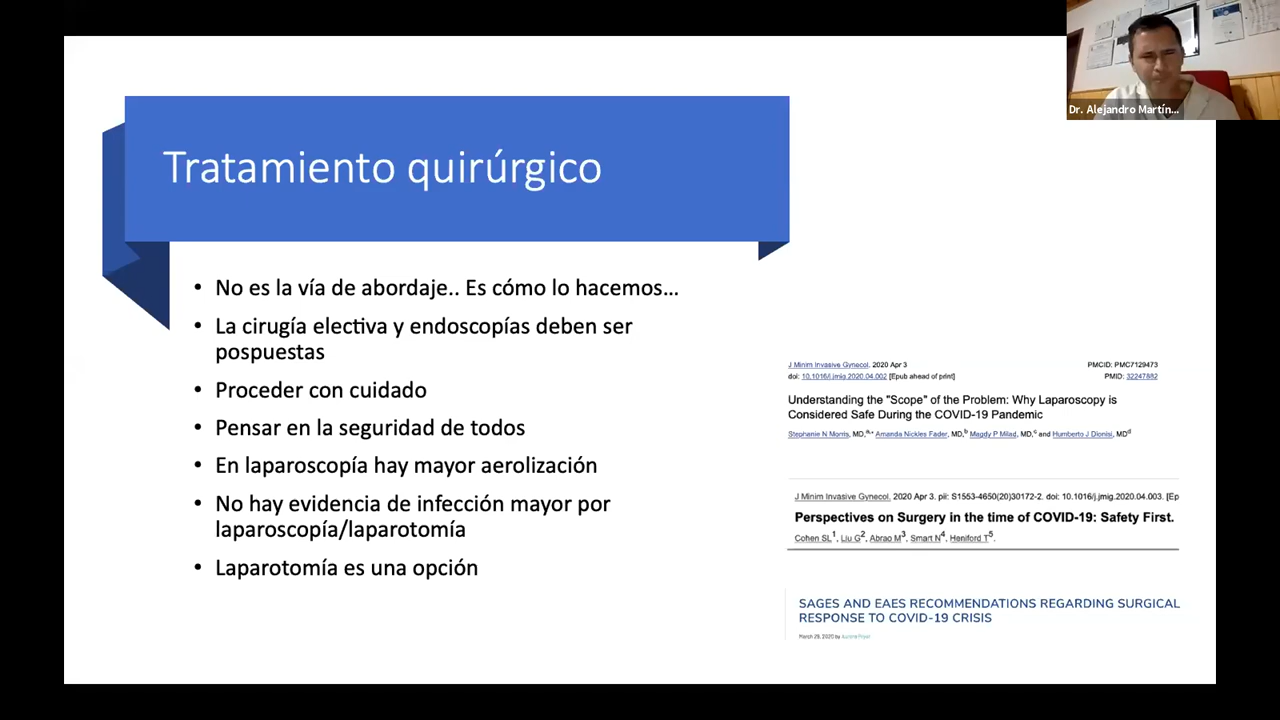 Dr. Alejandro Martín...
Tratamiento quirúrgico
• No es la vía de abordaje.. Es cómo lo hacemos...
• La cirugía electiva y endoscopías deben ser
pospuestas
• Proceder con cuidado
• Pensar en la seguridad de todos
• En laparoscopía hay mayor aerolización
• No hay evidencia de infección mayor por
laparoscopía/laparotomía
• Laparotomía es una opción
J Minim Invasive Gynecol. 2020 Apr 3 PMCID: PMC7129473
doi: 10.1016/j.jmig.2020.04.002 [Epub ahead of print] PMID: 32247882
Understanding the "Scope" of the Problem: Why Laparoscopy is
Considered Safe During the COVID-19 Pandemic
Stephanie N Morris, MD,a,* Amanda Nickles Fader, MD,b Magdy P Milad, MD,c and Humberto J Dionisi, MDd
J Minim Invasive Gynecol. 2020 Apr 3. pii: S1553-4650(20)30172-2. doi: 10.1016/j.jmig.2020.04.003. [Ep
Perspectives on Surgery in the time of COVID-19: Safety First.
Cohen SL1, Liu G2, Abrao M3, Smart N4, Heniford T5.
SAGES AND EAES RECOMMENDATIONS REGARDING SURGICAL
RESPONSE TO COVID-19 CRISIS
March 29, 2020 by